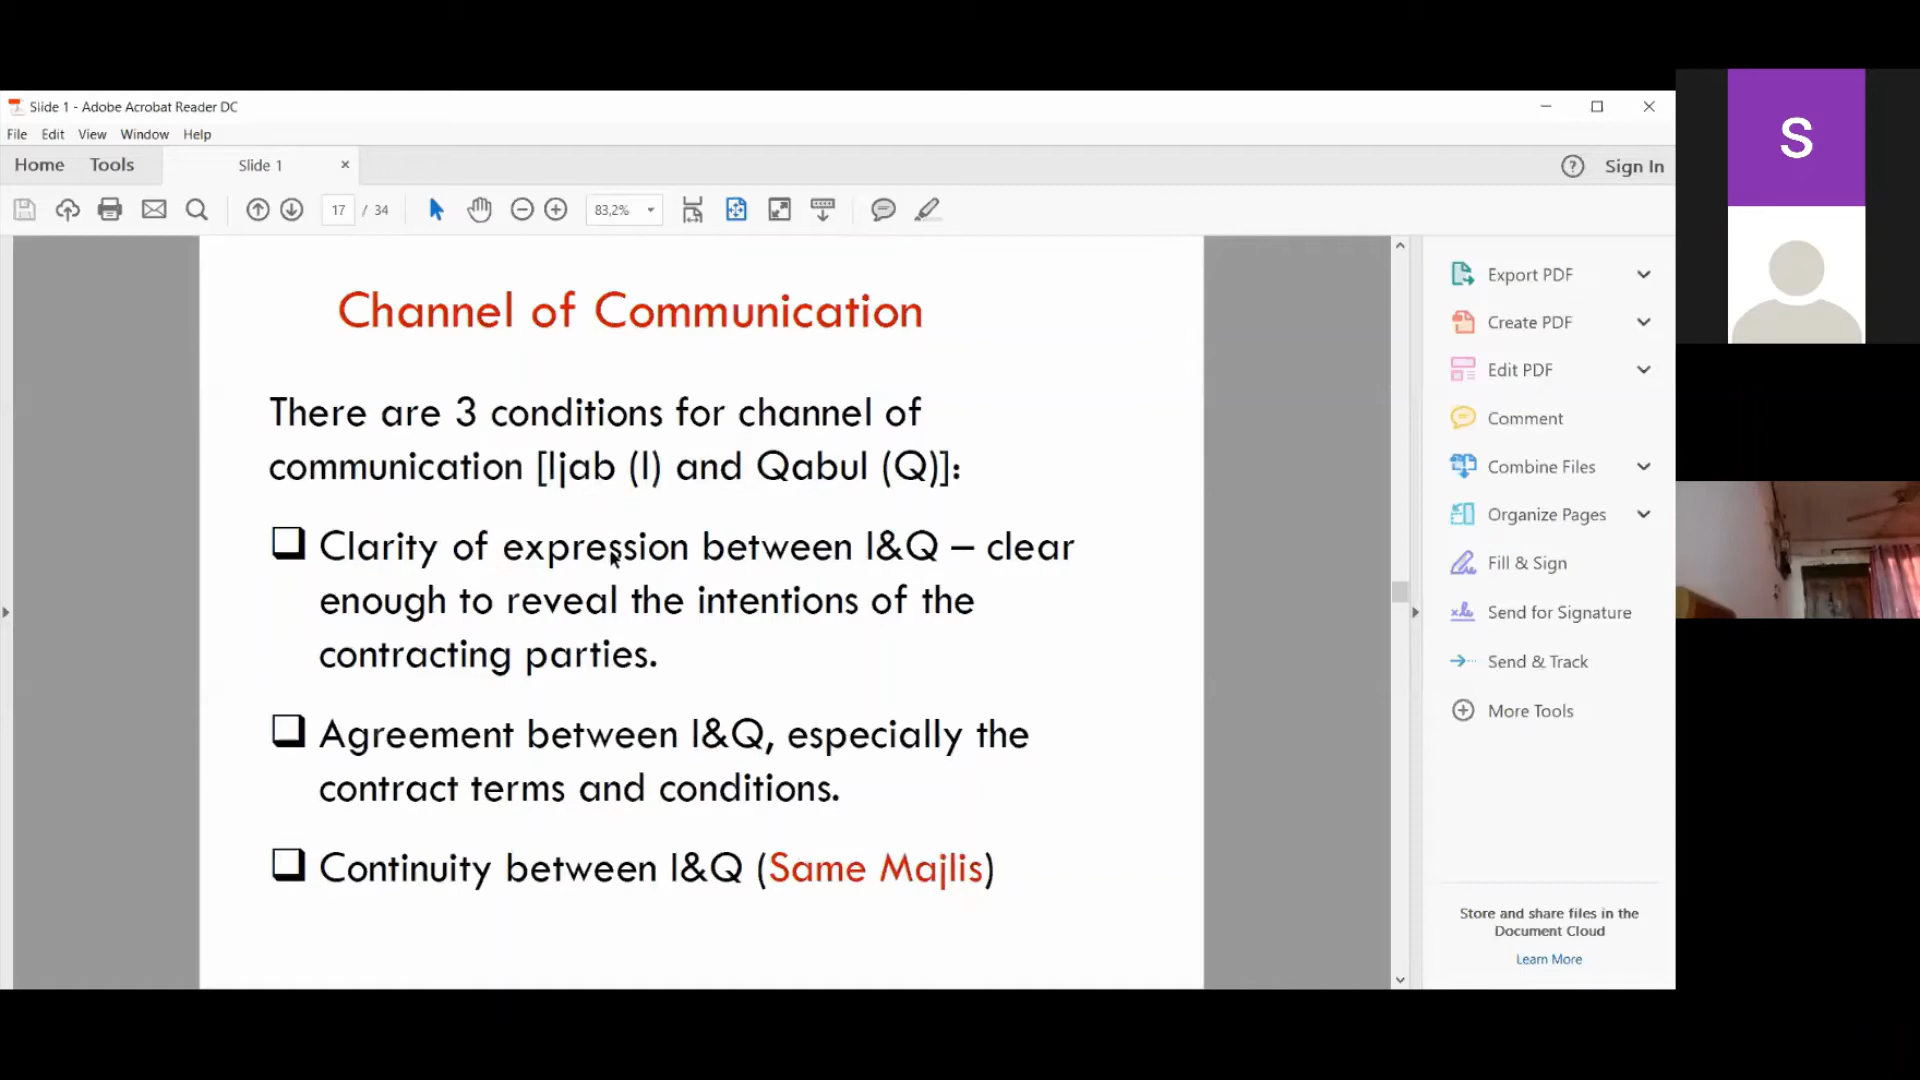 Slide 1 - Adobe Acrobat Reader DC
File Edit View Window Help
Home Tools Slide 1 Sign In
17 / 34 83,2%
Channel of Communication
There are 3 conditions for channel of
communication [Ijab (I) and Qabul (Q)]:
Clarity of expression between I&Q – clear
enough to reveal the intentions of the
contracting parties.
Agreement between I&Q, especially the
contract terms and conditions.
Continuity between I&Q (Same Majlis)
Export PDF
Create PDF
Edit PDF
Comment
Combine Files
Organize Pages
Fill & Sign
Send for Signature
Send & Track
More Tools
Store and share files in the
Document Cloud
Learn More
S